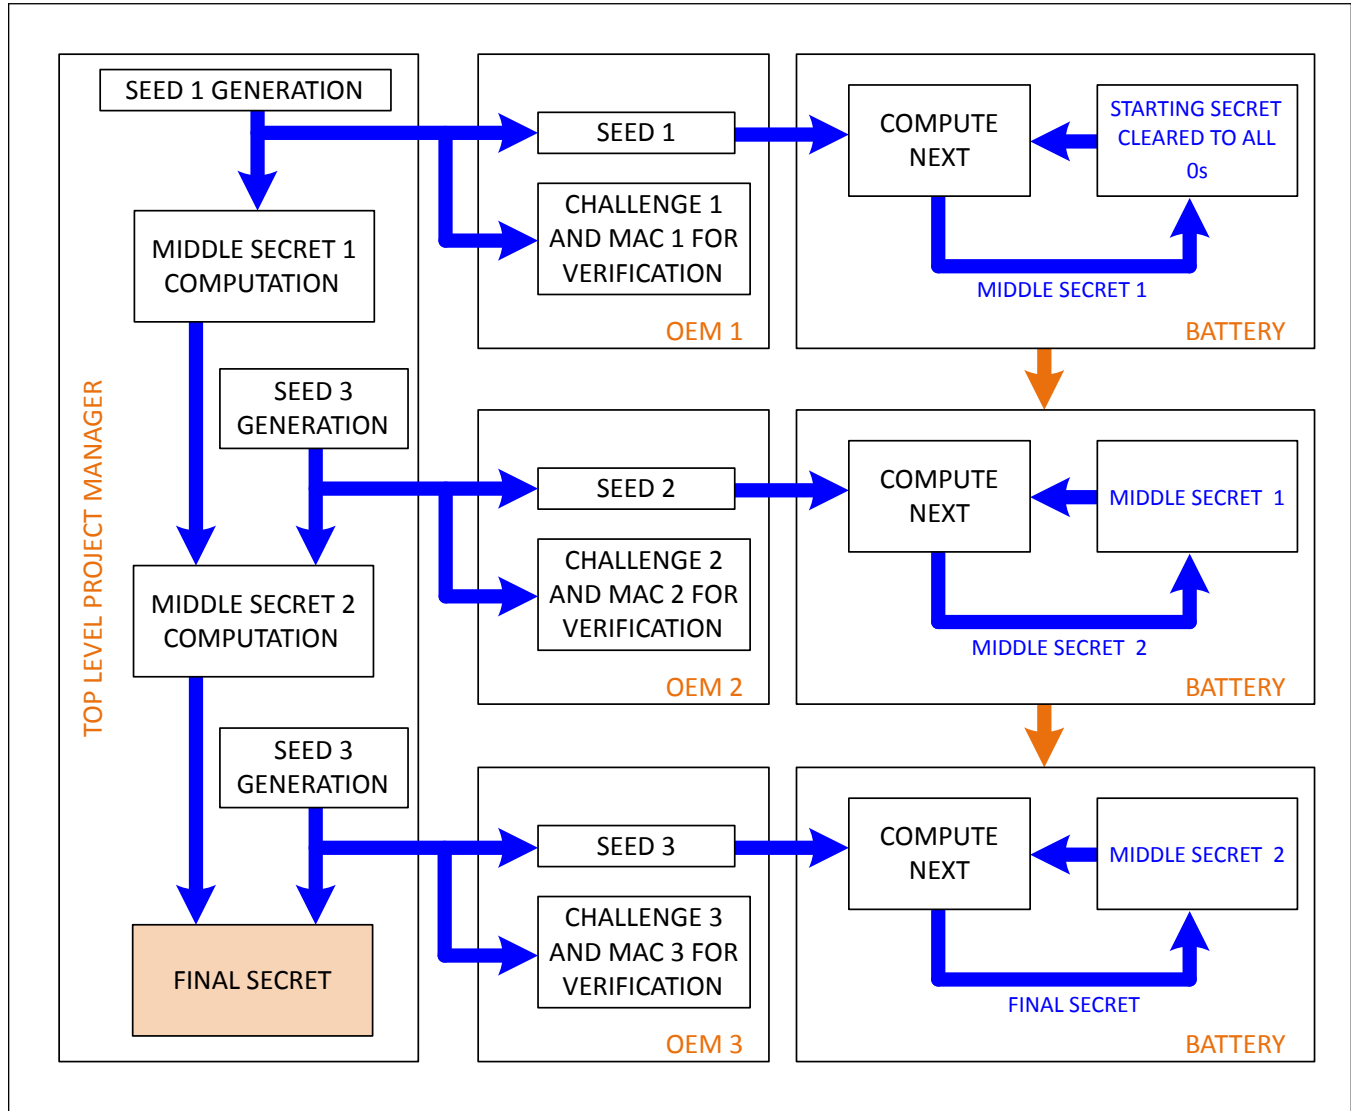 TOP LEVEL PROJECT MANAGER
SEED 1 GENERATION
MIDDLE SECRET 1
COMPUTATION
SEED 3
GENERATION
MIDDLE SECRET 2
COMPUTATION
SEED 3
GENERATION
FINAL SECRET
SEED 1
CHALLENGE 1
AND MAC 1 FOR
VERIFICATION
OEM 1
COMPUTE
NEXT
STARTING SECRET
CLEARED TO ALL
0s
MIDDLE SECRET 1
BATTERY
SEED 2
CHALLENGE 2
AND MAC 2 FOR
VERIFICATION
OEM 2
COMPUTE
NEXT
MIDDLE SECRET 1
MIDDLE SECRET 2
BATTERY
SEED 3
CHALLENGE 3
AND MAC 3 FOR
VERIFICATION
OEM 3
COMPUTE
NEXT
MIDDLE SECRET 2
FINAL SECRET
BATTERY